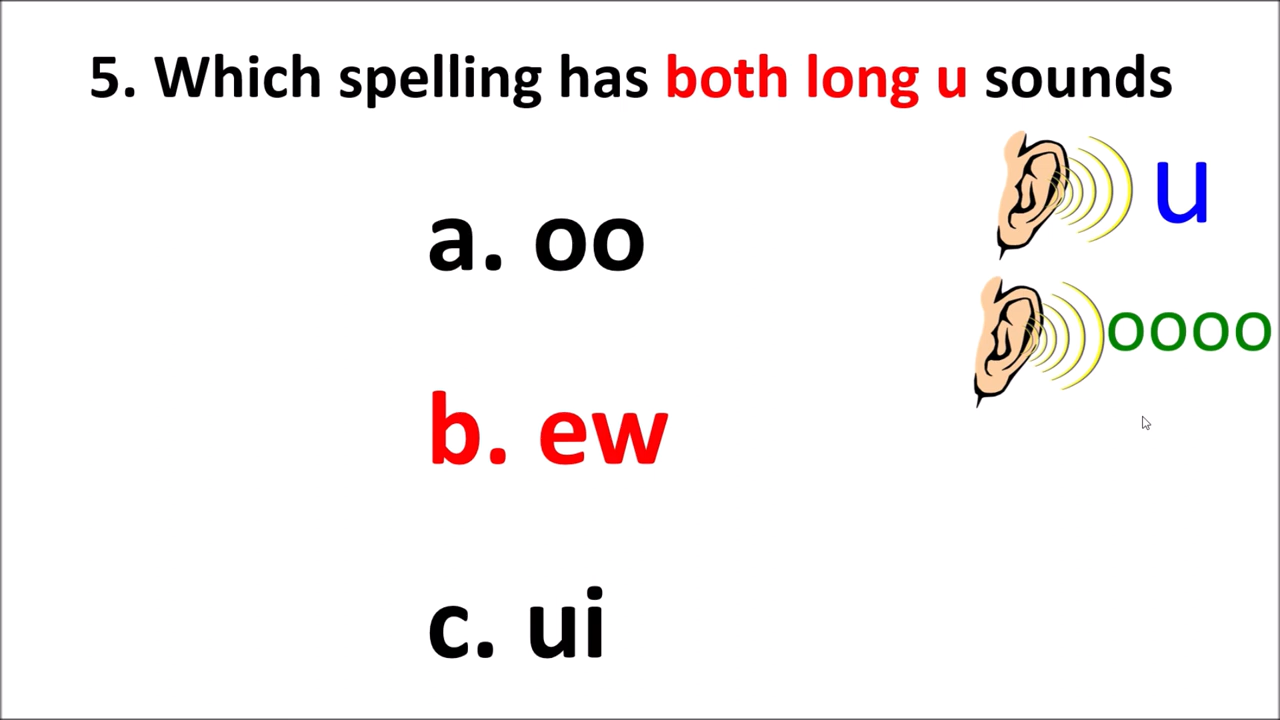 5. Which spelling has both long u sounds
u
a. oo
oooo
b. ew
c. ui